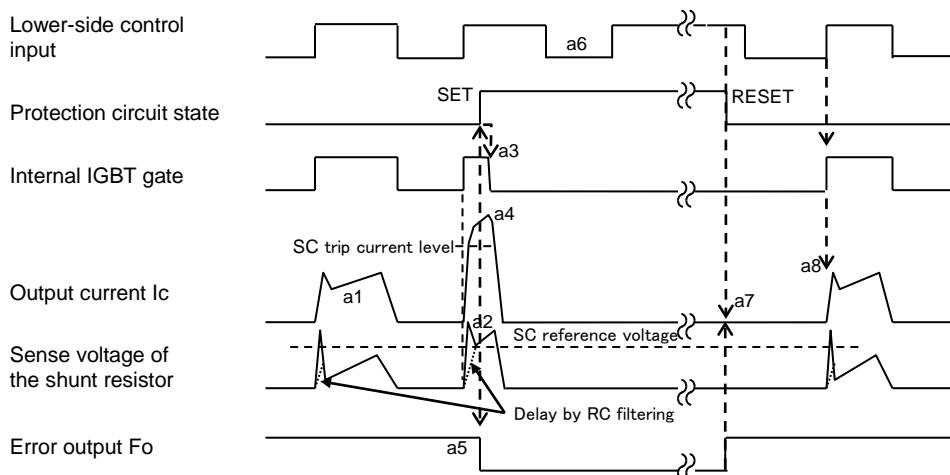 Lower-side control
input
a6
SET
RESET
Protection circuit state
a3
Internal IGBT gate
a4
SC trip current level
a8
Output current Ic
a1
a7
a2
SC reference voltage
Sense voltage of
the shunt resistor
Delay by RC filtering
Error output Fo
a5